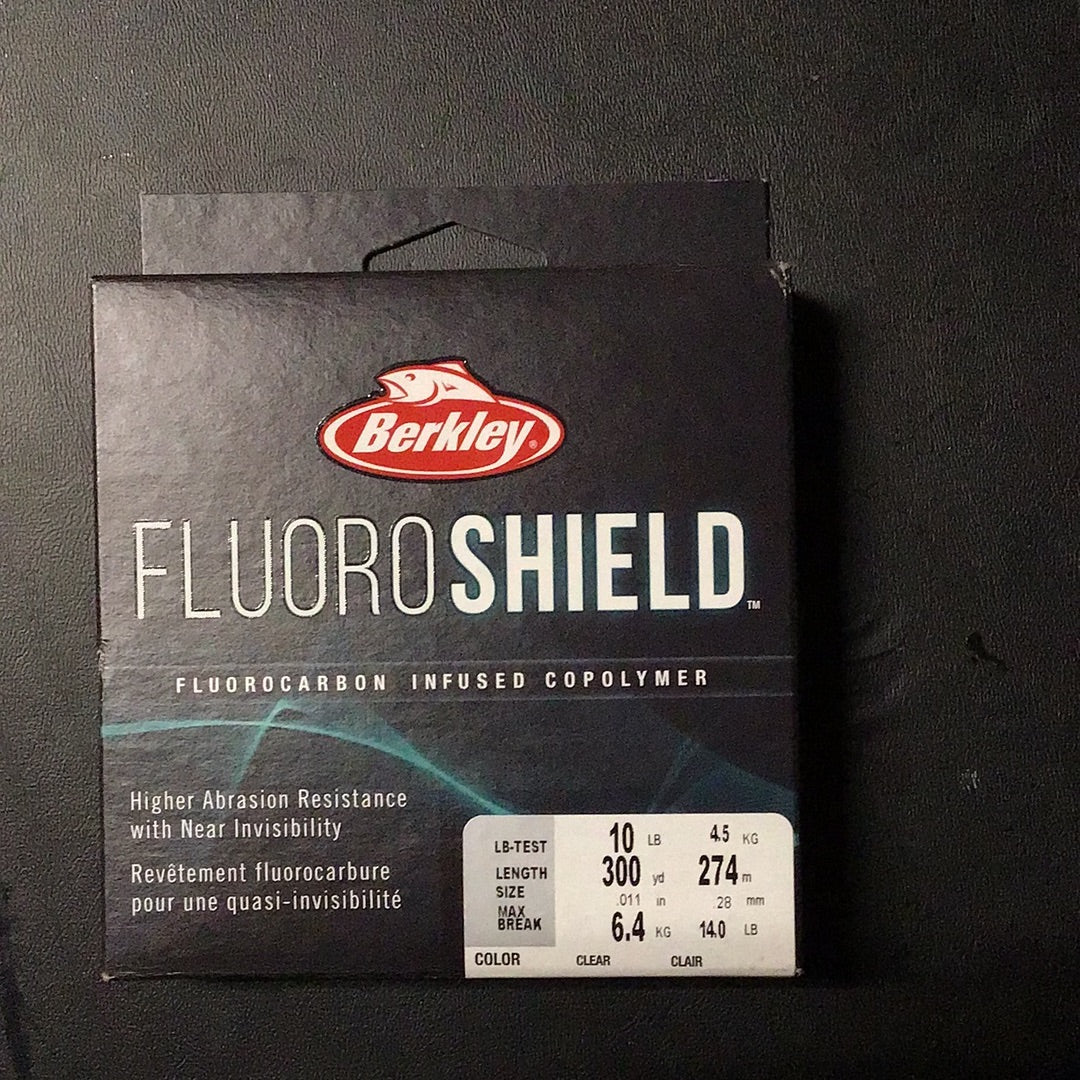 Berkley®
FLUOROSHIELD™
FLUOROCARBON INFUSED COPOLYMER
Higher Abrasion Resistance
with Near Invisibility
Revêtement fluorocarbure
pour une quasi-invisibilité
LB-TEST 10 LB 4.5 KG
LENGTH 300 yd 274 m
SIZE .011 in .28 mm
MAX BREAK 6.4 KG 14.0 LB
COLOR CLEAR CLAIR